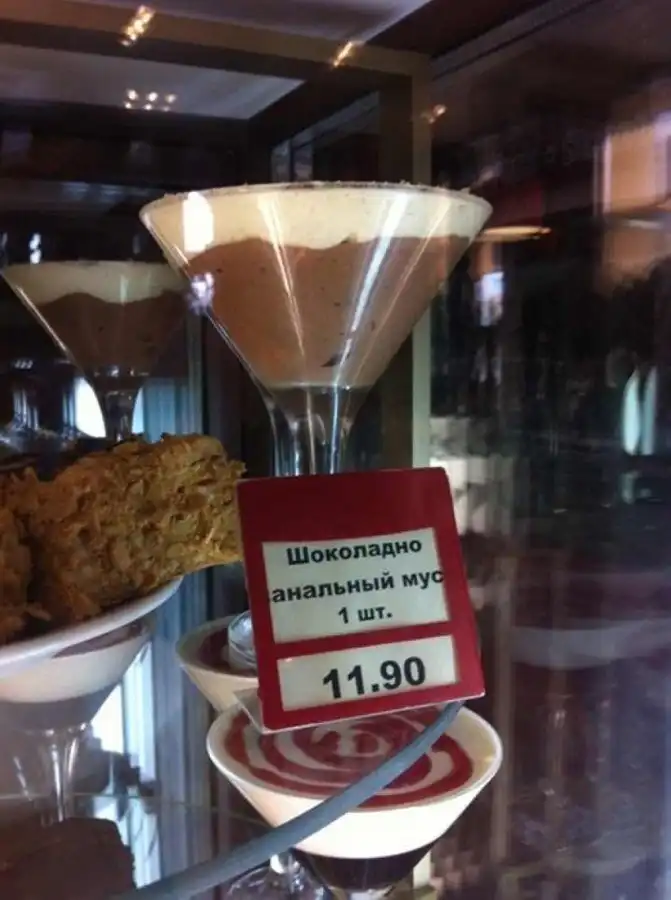 Шоколадно
анальный мус
1 шт.
11.90